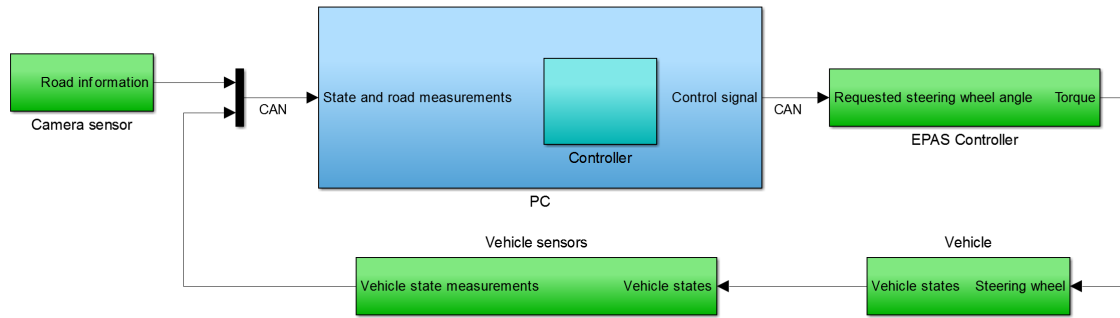 Road information
Camera sensor
CAN
State and road measurements
Control signal
Controller
PC
CAN
Requested steering wheel angle
Torque
EPAS Controller
Vehicle sensors
Vehicle state measurements
Vehicle states
Vehicle
Vehicle states
Steering wheel